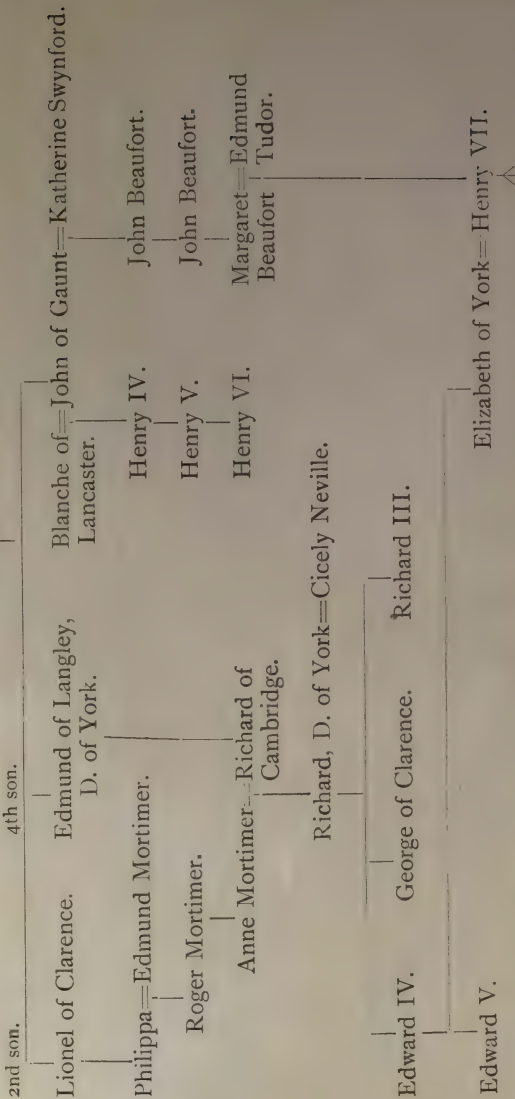 2nd son. 4th son.
Lionel of Clarence. Edmund of Langley, Blanche of=John of Gaunt=Katherine Swynford.
D. of York. Lancaster.
Philippa=Edmund Mortimer. Henry IV. John Beaufort.
Roger Mortimer. Henry V. John Beaufort.
Anne Mortimer=Richard of Henry VI. Margaret=Edmund
Cambridge. Beaufort Tudor.
Richard, D. of York=Cicely Neville.
Edward IV. George of Clarence. Richard III.
Elizabeth of York=Henry VII.
Edward V.